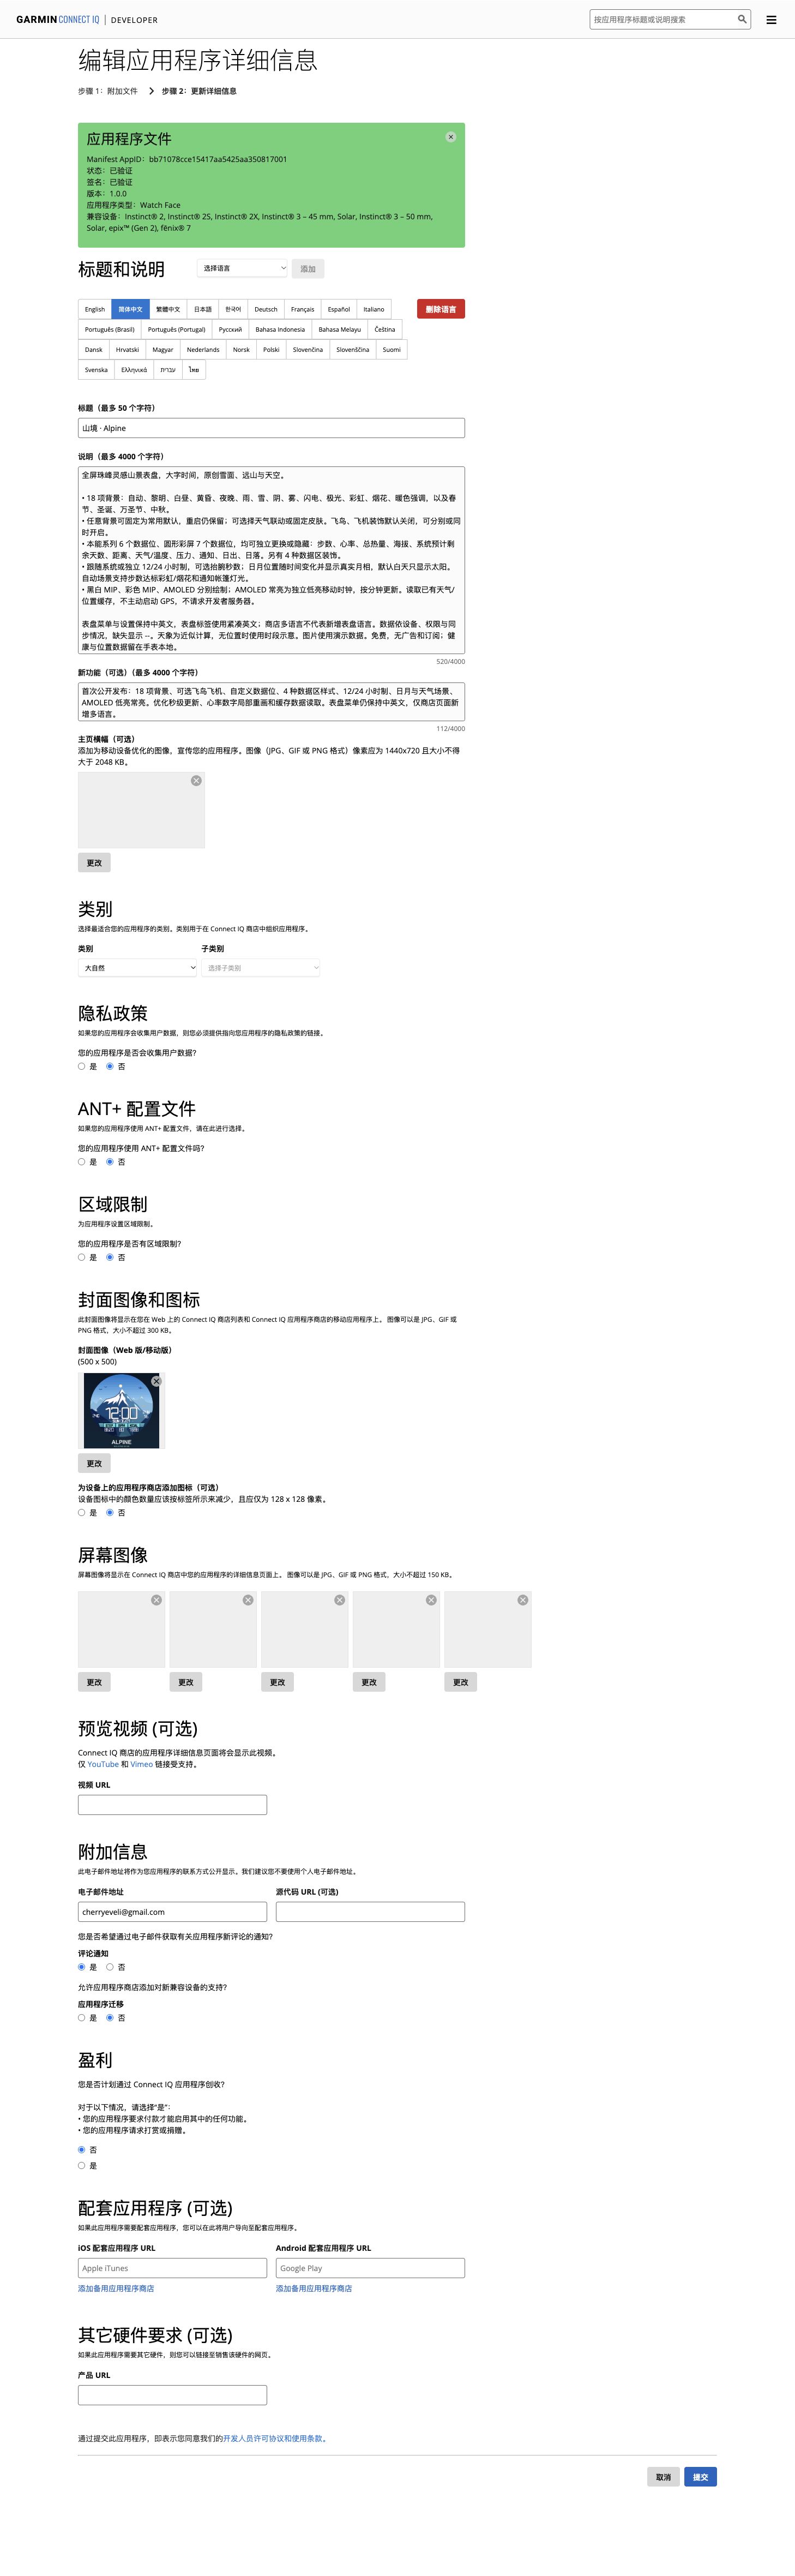 GARMIN CONNECT IQ | DEVELOPER
按应用程序标题或说明搜索
编辑应用程序详细信息
步骤 1：附加文件
步骤 2：更新详细信息
应用程序文件
Manifest AppID：bb71078cce15417aa5425aa350817001
状态：已验证
签名：已验证
版本：1.0.0
应用程序类型：Watch Face
兼容设备：Instinct® 2, Instinct® 2S, Instinct® 2X, Instinct® 3 – 45 mm, Solar, Instinct® 3 – 50 mm,
Solar, epix™ (Gen 2), fēnix® 7
标题和说明
选择语言
添加
English 简体中文 繁體中文 日本語 한국어 Deutsch Français Español Italiano
删除语言
Português (Brasil) Português (Portugal) Русский Bahasa Indonesia Bahasa Melayu Čeština
Dansk Hrvatski Magyar Nederlands Norsk Polski Slovenčina Slovenščina Suomi
Svenska Ελληνικά עברית ไทย
标题（最多 50 个字符）
山境 · Alpine
说明（最多 4000 个字符）
全屏珠峰灵感山景表盘，大字时间，原创雪面、远山与天空。
• 18 项背景：自动、黎明、白昼、黄昏、夜晚、雨、雪、阴、雾、闪电、极光、彩虹、烟花、暖色强调，以及春
节、圣诞、万圣节、中秋。
• 任意背景可固定为常用默认，重启仍保留；可选择天气联动或固定皮肤。飞鸟、飞机装饰默认关闭，可分别或同
时开启。
• 本能系列 6 个数据位、圆形彩屏 7 个数据位，均可独立更换或隐藏：步数、心率、总热量、海拔、系统预计剩
余天数、距离、天气/温度、压力、通知、日出、日落。另有 4 种数据区装饰。
• 跟随系统或独立 12/24 小时制，可选抬腕秒数；日月位置随时间变化并显示真实月相，默认白天只显示太阳。
自动场景支持步数达标彩虹/烟花和通知帐篷灯光。
• 黑白 MIP、彩色 MIP、AMOLED 分别绘制；AMOLED 常亮为独立低亮移动时钟，按分钟更新。读取已有天气/
位置缓存，不主动启动 GPS，不请求开发者服务器。
表盘菜单与设置保持中英文，表盘标签使用紧凑英文；商店多语言不代表新增表盘语言。数据依设备、权限与同
步情况，缺失显示 --。天象为近似计算，无位置时使用时段示意。图片使用演示数据。免费，无广告和订阅；健
康与位置数据留在手表本地。
520/4000
新功能（可选）（最多 4000 个字符）
首次公开发布：18 项背景、可选飞鸟飞机、自定义数据位、4 种数据区样式、12/24 小时制、日月与天气场景、
AMOLED 低亮常亮。优化秒级更新、心率数字局部重画和缓存数据读取。表盘菜单仍保持中英文，仅商店页面新
增多语言。
112/4000
主页横幅（可选）
添加为移动设备优化的图像，宣传您的应用程序。图像（JPG、GIF 或 PNG 格式）像素应为 1440x720 且大小不得
大于 2048 KB。
更改
类别
选择最适合您的应用程序的类别。类别用于在 Connect IQ 商店中组织应用程序。
类别 子类别
大自然 选择子类别
隐私政策
如果您的应用程序会收集用户数据，则您必须提供指向您应用程序的隐私政策的链接。
您的应用程序是否会收集用户数据?
是 否
ANT+ 配置文件
如果您的应用程序使用 ANT+ 配置文件，请在此进行选择。
您的应用程序使用 ANT+ 配置文件吗?
是 否
区域限制
为应用程序设置区域限制。
您的应用程序是否有区域限制?
是 否
封面图像和图标
此封面图像将显示在您在 Web 上的 Connect IQ 商店列表和 Connect IQ 应用程序商店的移动应用程序上。 图像可以是 JPG、GIF 或
PNG 格式，大小不超过 300 KB。
封面图像（Web 版/移动版）
(500 x 500)
12:00
ALPINE
更改
为设备上的应用程序商店添加图标（可选）
设备图标中的颜色数量应该按标签所示来减少，且应仅为 128 x 128 像素。
是 否
屏幕图像
屏幕图像将显示在 Connect IQ 商店中您的应用程序的详细信息页面上。 图像可以是 JPG、GIF 或 PNG 格式，大小不超过 150 KB。
更改 更改 更改 更改 更改
预览视频 (可选)
Connect IQ 商店的应用程序详细信息页面将会显示此视频。
仅 YouTube 和 Vimeo 链接受支持。
视频 URL
附加信息
此电子邮件地址将作为您应用程序的联系方式公开显示。我们建议您不要使用个人电子邮件地址。
电子邮件地址 源代码 URL (可选)
cherryeveli@gmail.com
您是否希望通过电子邮件获取有关应用程序新评论的通知?
评论通知
是 否
允许应用程序商店添加对新兼容设备的支持?
应用程序迁移
是 否
盈利
您是否计划通过 Connect IQ 应用程序创收?
对于以下情况，请选择“是”：
• 您的应用程序要求付款才能启用其中的任何功能。
• 您的应用程序请求打赏或捐赠。
否
是
配套应用程序 (可选)
如果此应用程序需要配套应用程序，您可以在此将用户导向至配套应用程序。
iOS 配套应用程序 URL Android 配套应用程序 URL
Apple iTunes Google Play
添加备用应用程序商店 添加备用应用程序商店
其它硬件要求 (可选)
如果此应用程序需要其它硬件，则您可以链接至销售该硬件的网页。
产品 URL
通过提交此应用程序，即表示您同意我们的开发人员许可协议和使用条款。
取消 提交